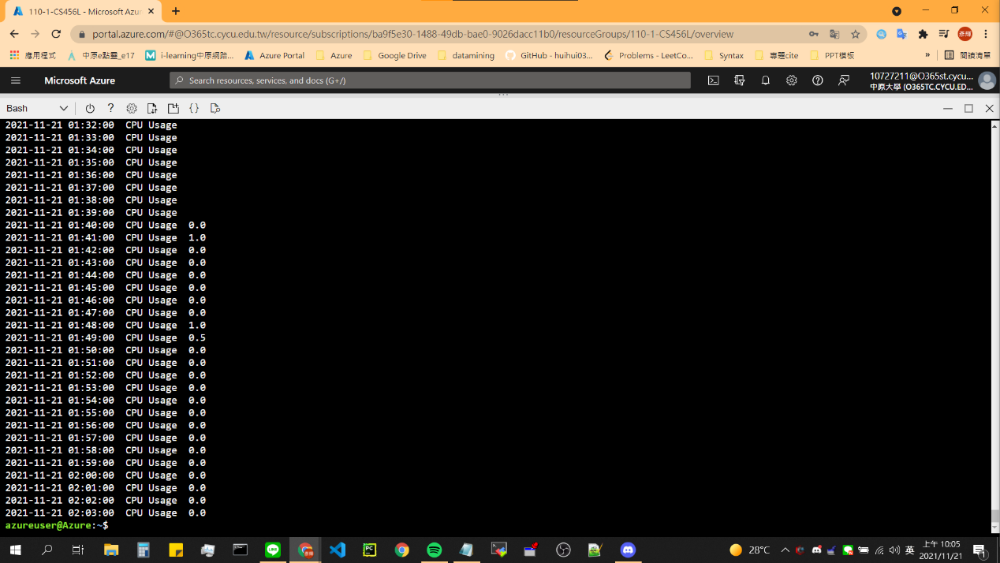 110-1-CS456L - Microsoft Azur
portal.azure.com/#@O365tc.cycu.edu.tw/resource/subscriptions/ba9f5e30-1488-49db-bae0-9026dacc11b0/resourceGroups/110-1-CS456L/overview
應用程式 中原e點靈_e17 i-learning中原網路... Azure Portal Azure Google Drive datamining GitHub - huihui03... Problems - LeetCo... Syntax 專題cite PPT模板 » 閱讀清單
Microsoft Azure Search resources, services, and docs (G+/) 10727211@O365st.cycu...
中原大學 (O365TC.CYCU.ED...
Bash
2021-11-21 01:32:00 CPU Usage
2021-11-21 01:33:00 CPU Usage
2021-11-21 01:34:00 CPU Usage
2021-11-21 01:35:00 CPU Usage
2021-11-21 01:36:00 CPU Usage
2021-11-21 01:37:00 CPU Usage
2021-11-21 01:38:00 CPU Usage
2021-11-21 01:39:00 CPU Usage
2021-11-21 01:40:00 CPU Usage 0.0
2021-11-21 01:41:00 CPU Usage 1.0
2021-11-21 01:42:00 CPU Usage 0.0
2021-11-21 01:43:00 CPU Usage 0.0
2021-11-21 01:44:00 CPU Usage 0.0
2021-11-21 01:45:00 CPU Usage 0.0
2021-11-21 01:46:00 CPU Usage 0.0
2021-11-21 01:47:00 CPU Usage 0.0
2021-11-21 01:48:00 CPU Usage 1.0
2021-11-21 01:49:00 CPU Usage 0.5
2021-11-21 01:50:00 CPU Usage 0.0
2021-11-21 01:51:00 CPU Usage 0.0
2021-11-21 01:52:00 CPU Usage 0.0
2021-11-21 01:53:00 CPU Usage 0.0
2021-11-21 01:54:00 CPU Usage 0.0
2021-11-21 01:55:00 CPU Usage 0.0
2021-11-21 01:56:00 CPU Usage 0.0
2021-11-21 01:57:00 CPU Usage 0.0
2021-11-21 01:58:00 CPU Usage 0.0
2021-11-21 01:59:00 CPU Usage 0.0
2021-11-21 02:00:00 CPU Usage 0.0
2021-11-21 02:01:00 CPU Usage 0.0
2021-11-21 02:02:00 CPU Usage 0.0
2021-11-21 02:03:00 CPU Usage 0.0
azureuser@Azure:~$
28°C 英 上午 10:05
2021/11/21